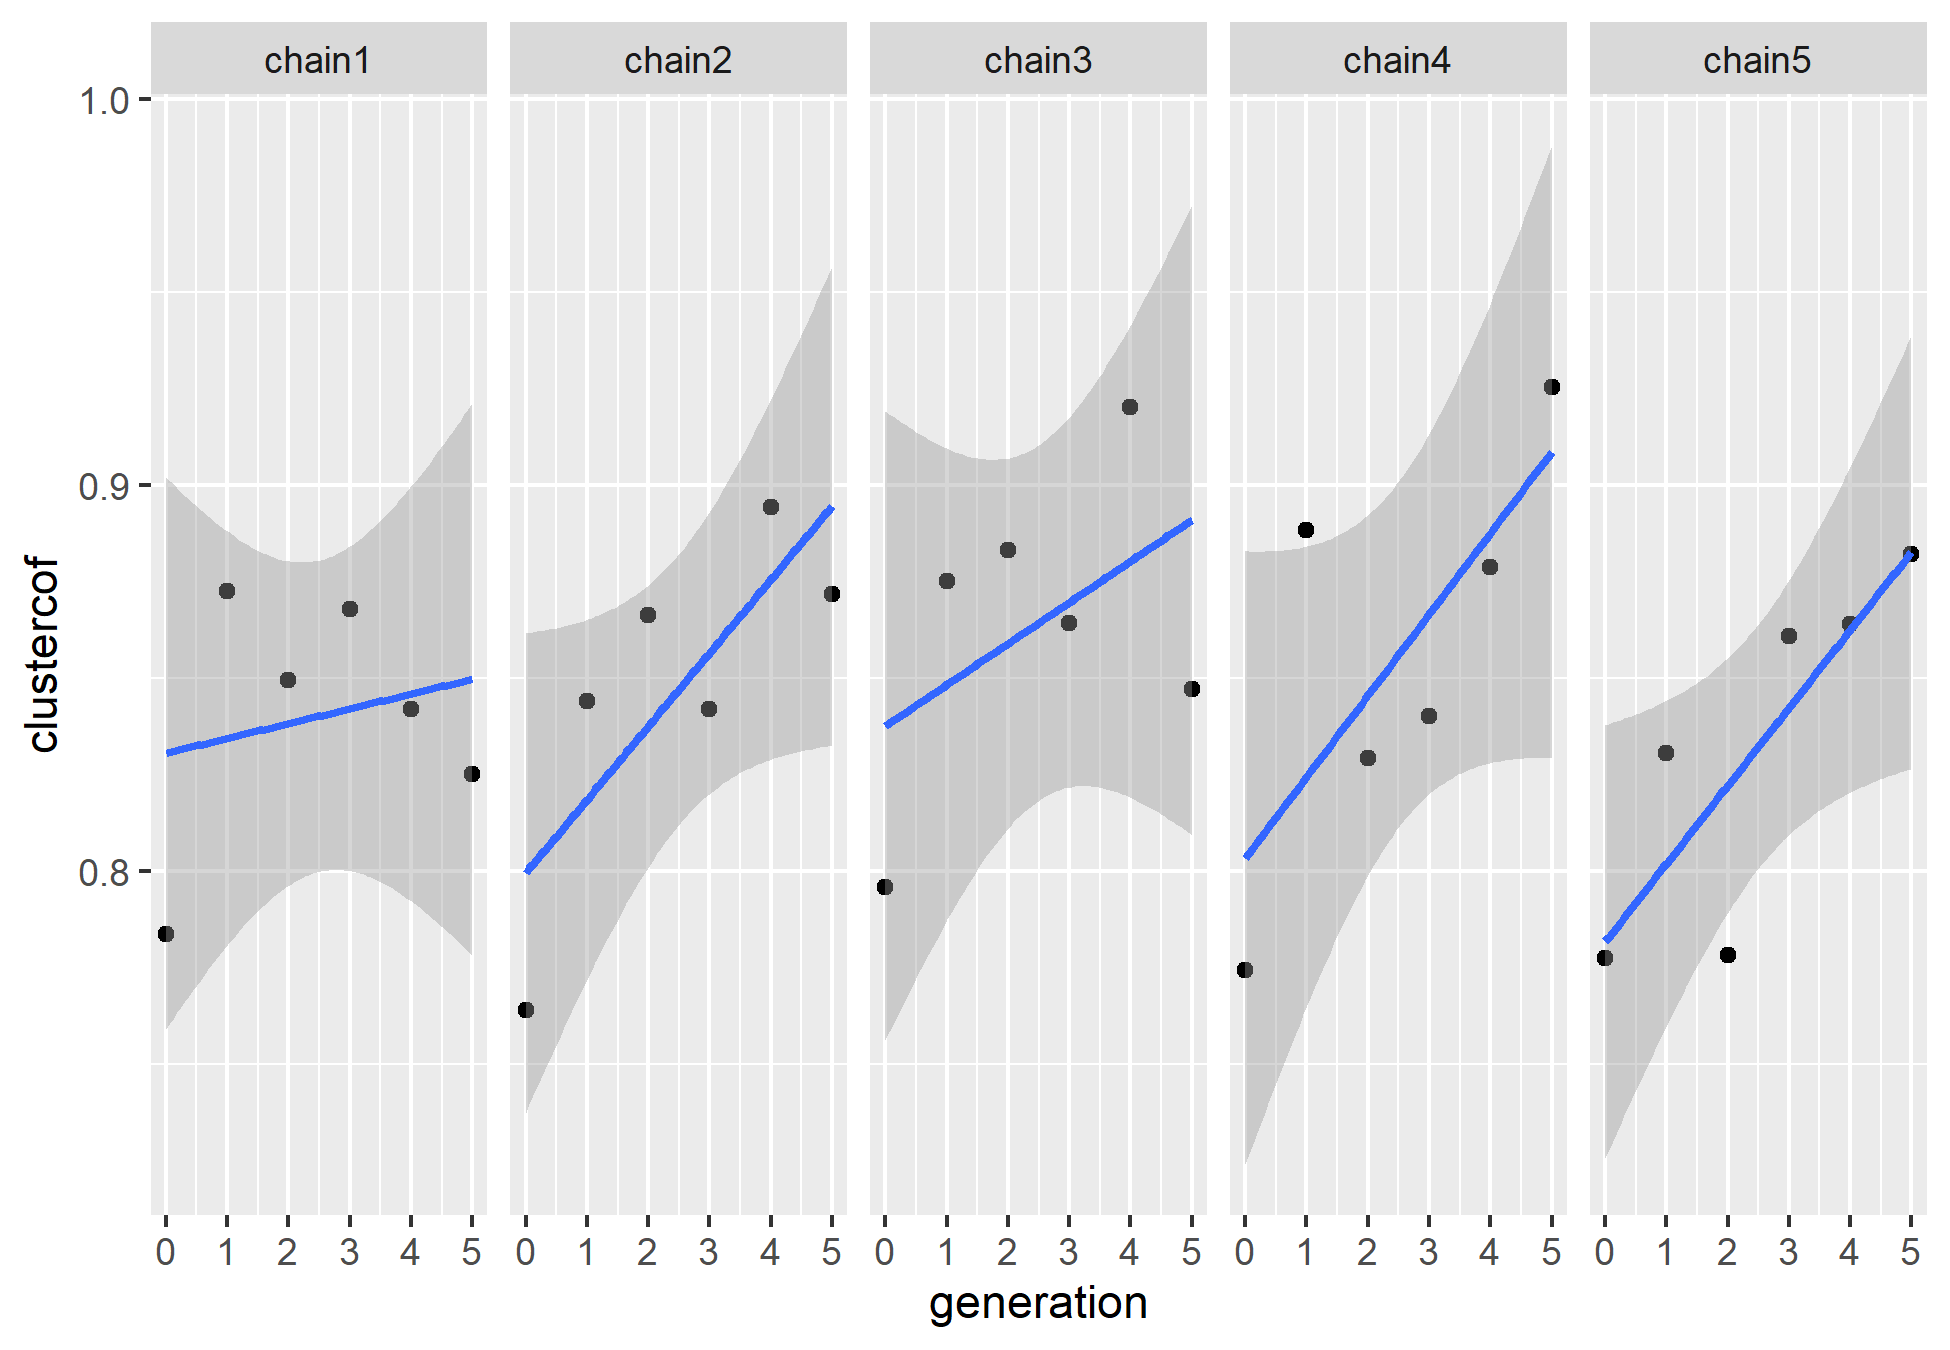 chain1 chain2 chain3 chain4 chain5
1.0
0.9
0.8
clustercof
0 1 2 3 4 5 0 1 2 3 4 5 0 1 2 3 4 5 0 1 2 3 4 5 0 1 2 3 4 5
generation